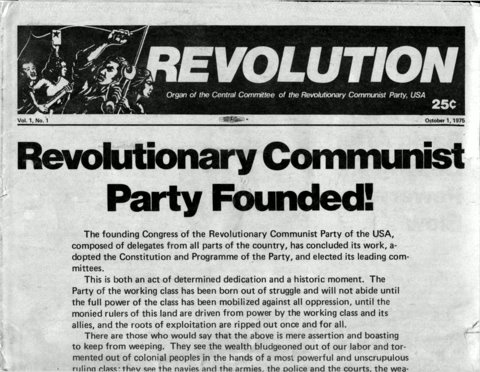 REVOLUTION
Organ of the Central Committee of the Revolutionary Communist Party, USA
25¢
Vol. 1, No. 1
October 1, 1975
Revolutionary Communist
Party Founded!
The founding Congress of the Revolutionary Communist Party of the USA,
composed of delegates from all parts of the country, has concluded its work, a-
dopted the Constitution and Programme of the Party, and elected its leading com-
mittees.
This is both an act of determined dedication and a historic moment. The
Party of the working class has been born out of struggle and will not abide until
the full power of the class has been mobilized against all oppression, until the
monied rulers of this land are driven from power by the working class and its
allies, and the roots of exploitation are ripped out once and for all.
There are those who would say that the above is mere assertion and boasting
to keep from weeping. They see the wealth bludgeoned out of our labor and tor-
mented out of colonial peoples in the hands of a most powerful and unscrupulous
ruling class; they see the navies and the armies, the police and the courts, the wea-